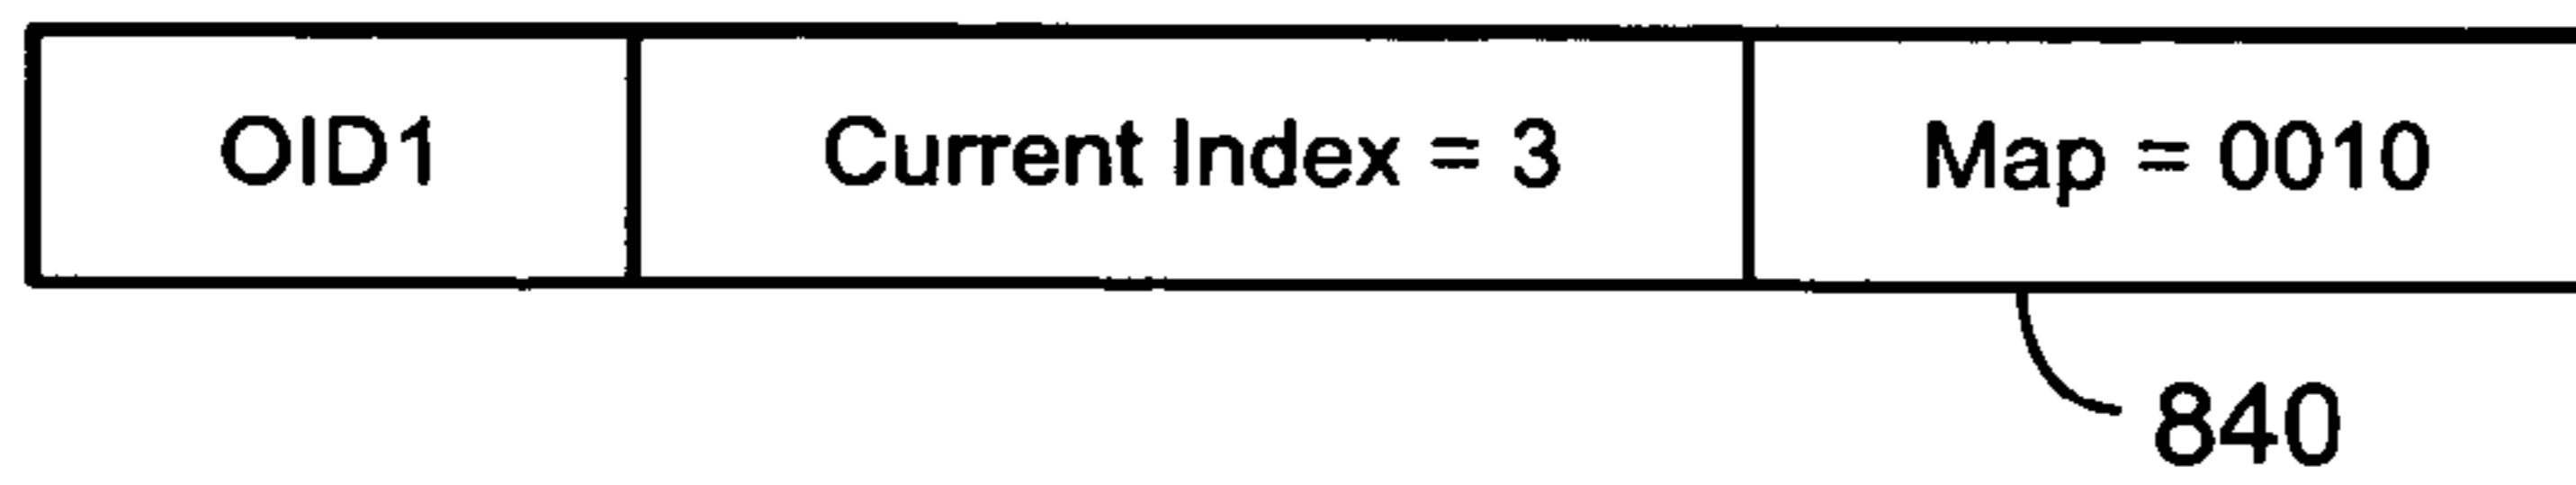 OID1 Current Index = 3 Map = 0010
840